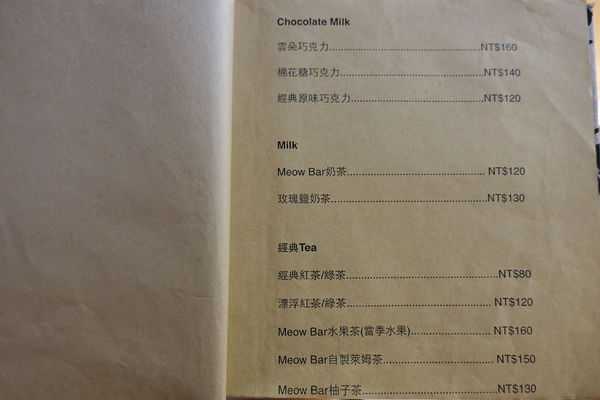 Chocolate Milk
雲朵巧克力......................................................NT$160
棉花糖巧克力...................................................NT$140
經典原味巧克力...............................................NT$120
Milk
Meow Bar奶茶................................................. NT$120
玫瑰鹽奶茶......................................................NT$130
經典Tea
經典紅茶/綠茶.....................................................NT$80
漂浮紅茶/綠茶.................................................. NT$120
Meow Bar水果茶(當季水果)........................... NT$160
Meow Bar自製萊姆茶...................................... NT$150
Meow Bar柚子茶..............................................NT$130